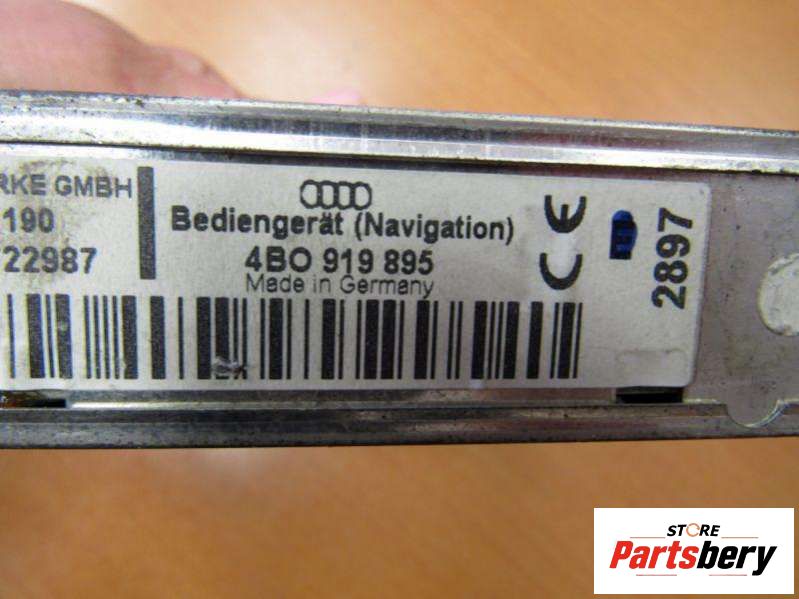 RKE GMBH
190
22987
Bediengerät (Navigation)
4B0 919 895
Made in Germany
CE
2897
STORE
Partsbery